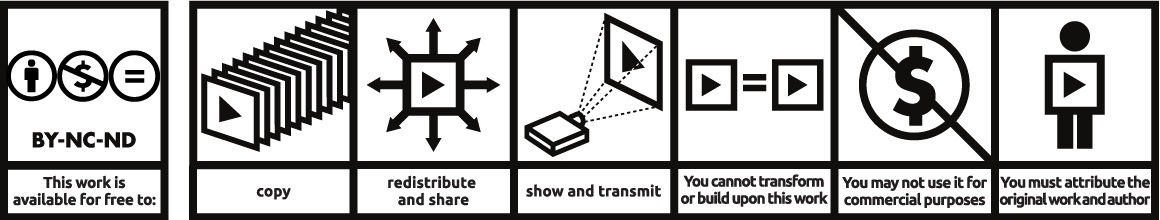 BY-NC-ND
This work is
available for free to:
copy
redistribute
and share
show and transmit
You cannot transform
or build upon this work
You may not use it for
commercial purposes
You must attribute the
original work and author